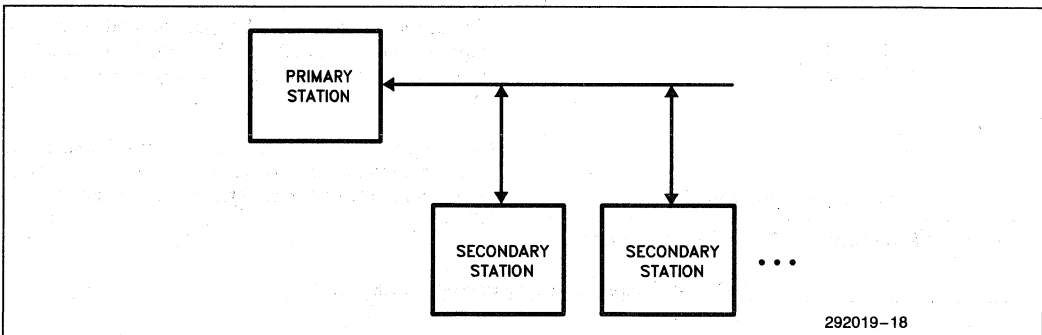 PRIMARY
STATION
SECONDARY
STATION
SECONDARY
STATION
292019-18